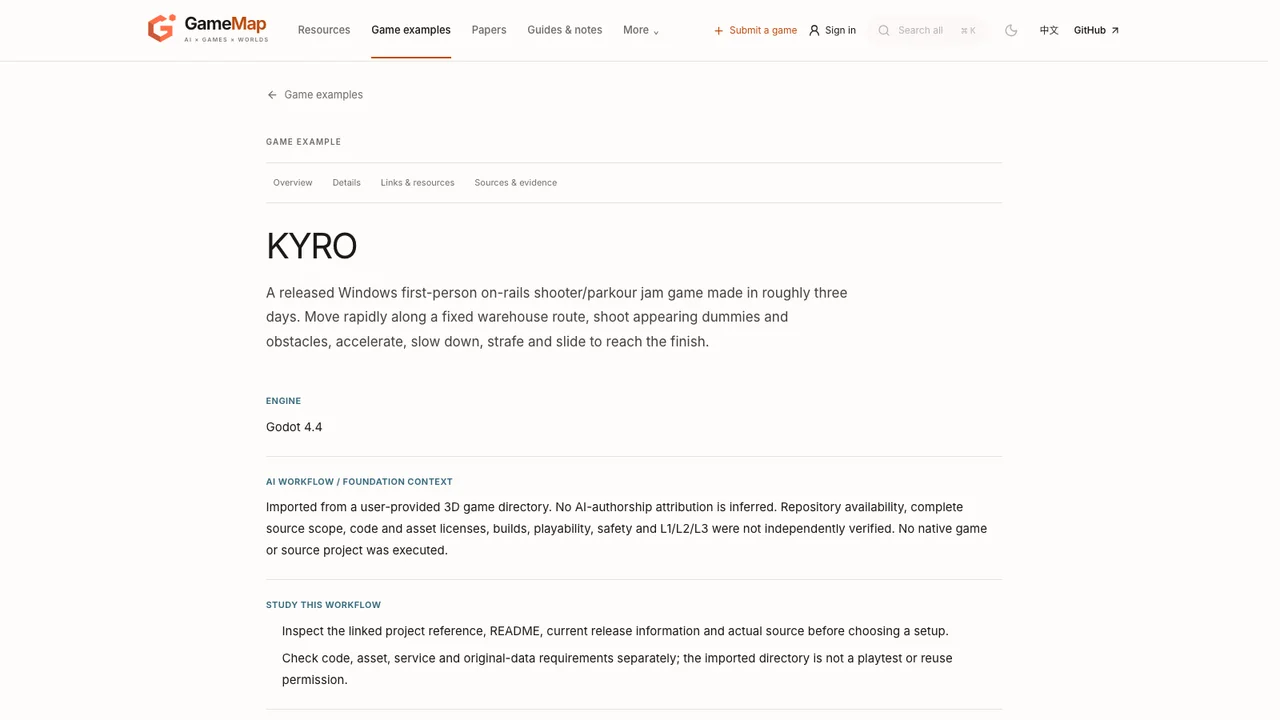 GameMap
AI × GAMES × WORLDS
Resources
Game examples
Papers
Guides & notes
More
+ Submit a game
Sign in
Search all
⌘ K
中文
GitHub ↗
← Game examples
GAME EXAMPLE
Overview
Details
Links & resources
Sources & evidence
KYRO
A released Windows first-person on-rails shooter/parkour jam game made in roughly three
days. Move rapidly along a fixed warehouse route, shoot appearing dummies and
obstacles, accelerate, slow down, strafe and slide to reach the finish.
ENGINE
Godot 4.4
AI WORKFLOW / FOUNDATION CONTEXT
Imported from a user-provided 3D game directory. No AI-authorship attribution is inferred. Repository availability, complete
source scope, code and asset licenses, builds, playability, safety and L1/L2/L3 were not independently verified. No native game
or source project was executed.
STUDY THIS WORKFLOW
Inspect the linked project reference, README, current release information and actual source before choosing a setup.
Check code, asset, service and original-data requirements separately; the imported directory is not a playtest or reuse
permission.